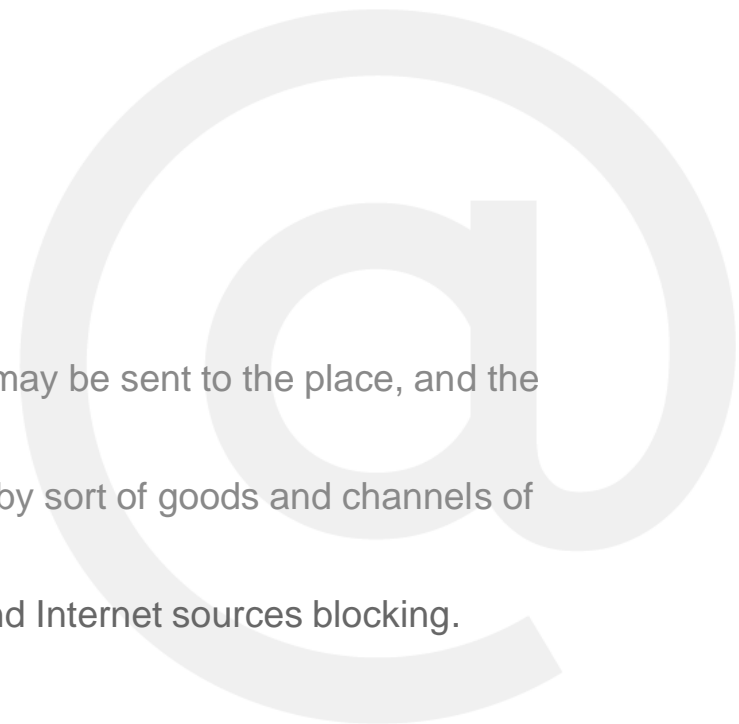 may be sent to the place, and the
by sort of goods and channels of
nd Internet sources blocking.